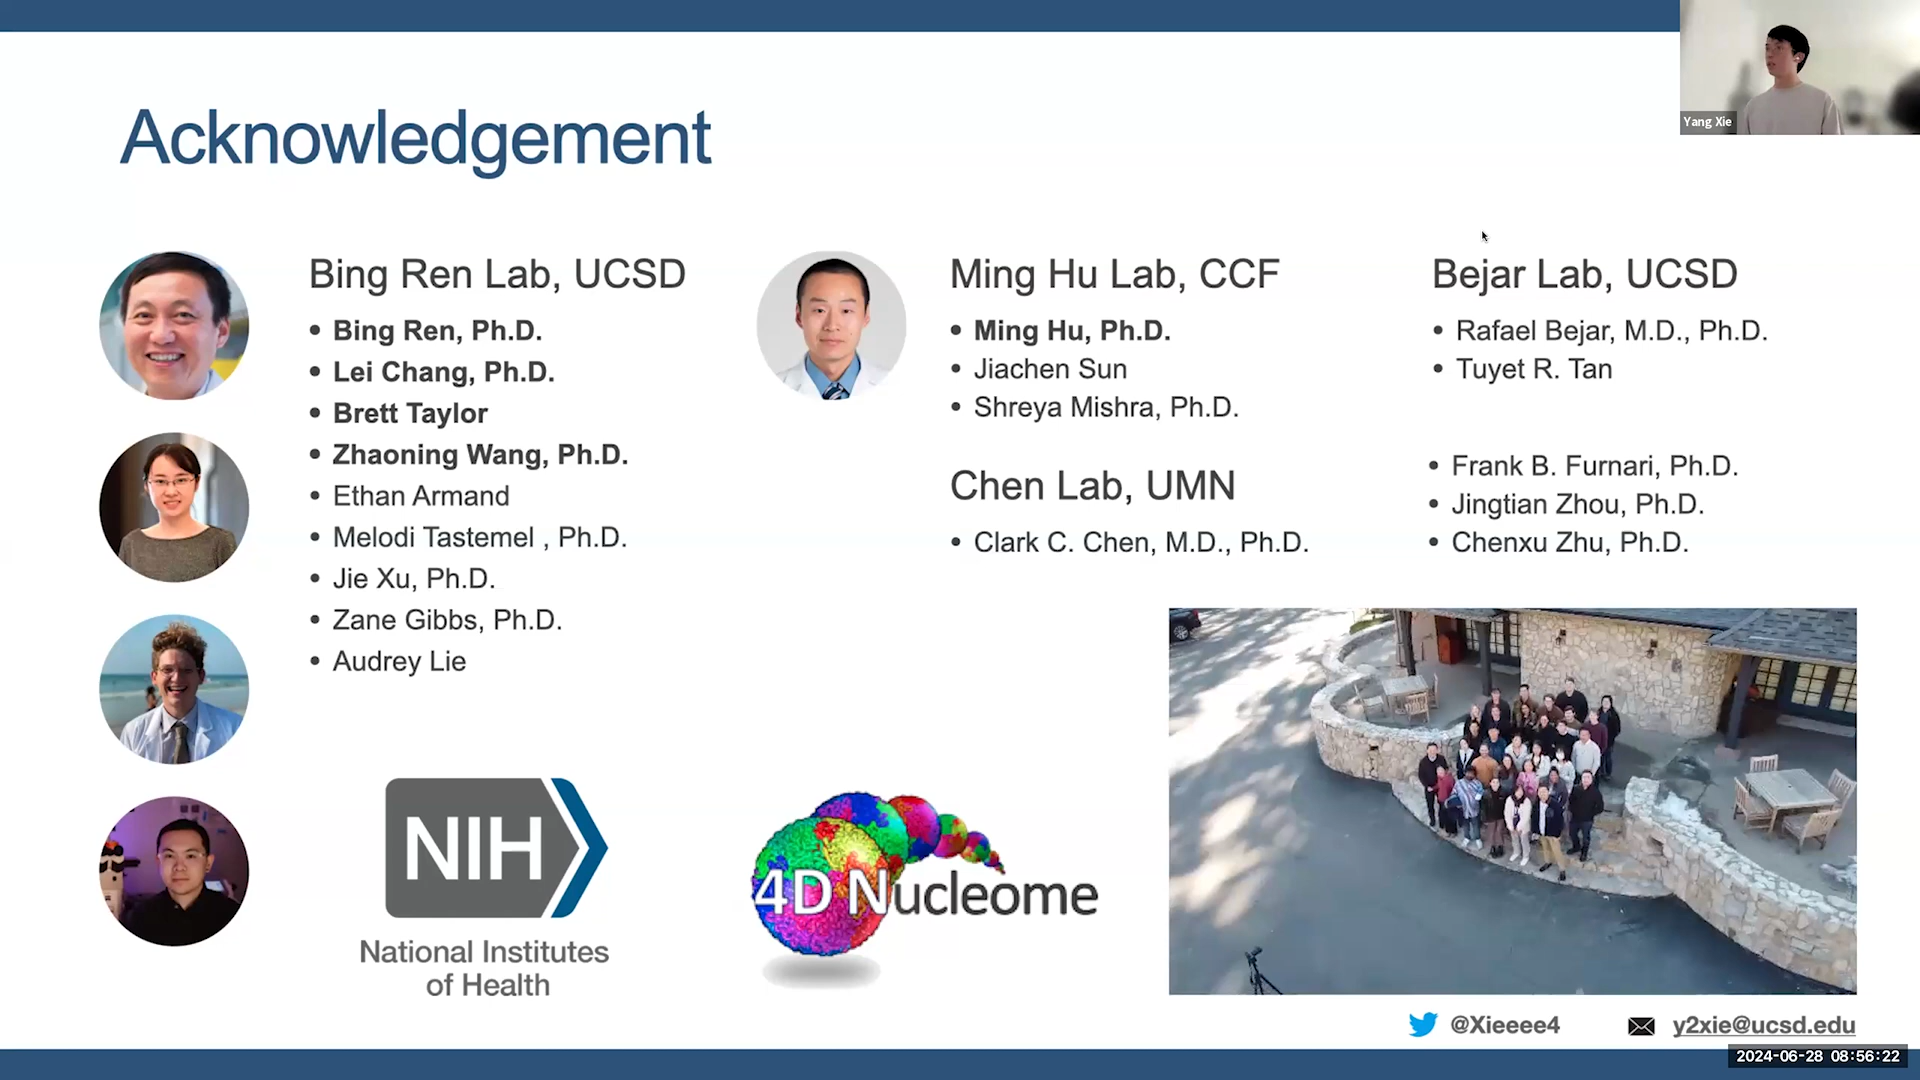 Yang Xie
Acknowledgement
Bing Ren Lab, UCSD
• Bing Ren, Ph.D.
• Lei Chang, Ph.D.
• Brett Taylor
• Zhaoning Wang, Ph.D.
• Ethan Armand
• Melodi Tastemel , Ph.D.
• Jie Xu, Ph.D.
• Zane Gibbs, Ph.D.
• Audrey Lie
Ming Hu Lab, CCF
• Ming Hu, Ph.D.
• Jiachen Sun
• Shreya Mishra, Ph.D.
Chen Lab, UMN
• Clark C. Chen, M.D., Ph.D.
Bejar Lab, UCSD
• Rafael Bejar, M.D., Ph.D.
• Tuyet R. Tan
• Frank B. Furnari, Ph.D.
• Jingtian Zhou, Ph.D.
• Chenxu Zhu, Ph.D.
NIH
National Institutes
of Health
4D Nucleome
@Xieeee4
y2xie@ucsd.edu
2024-06-28 08:56:22